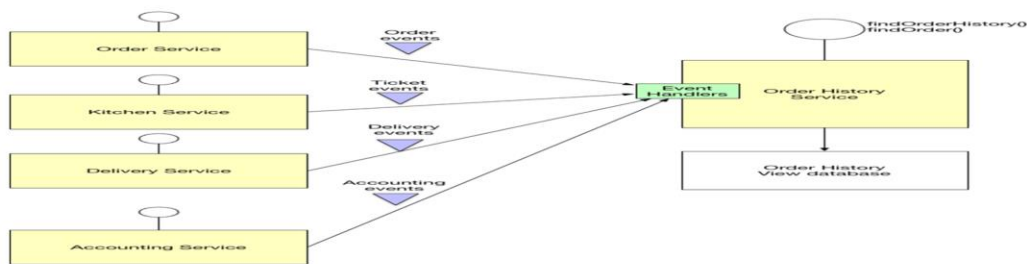 Order Service
Order
events
findOrderHistory()
findOrder()
Kitchen Service
Ticket
events
Event
Handlers
Order History
Service
Delivery Service
Delivery
events
Order History
View database
Accounting Service
Accounting
events